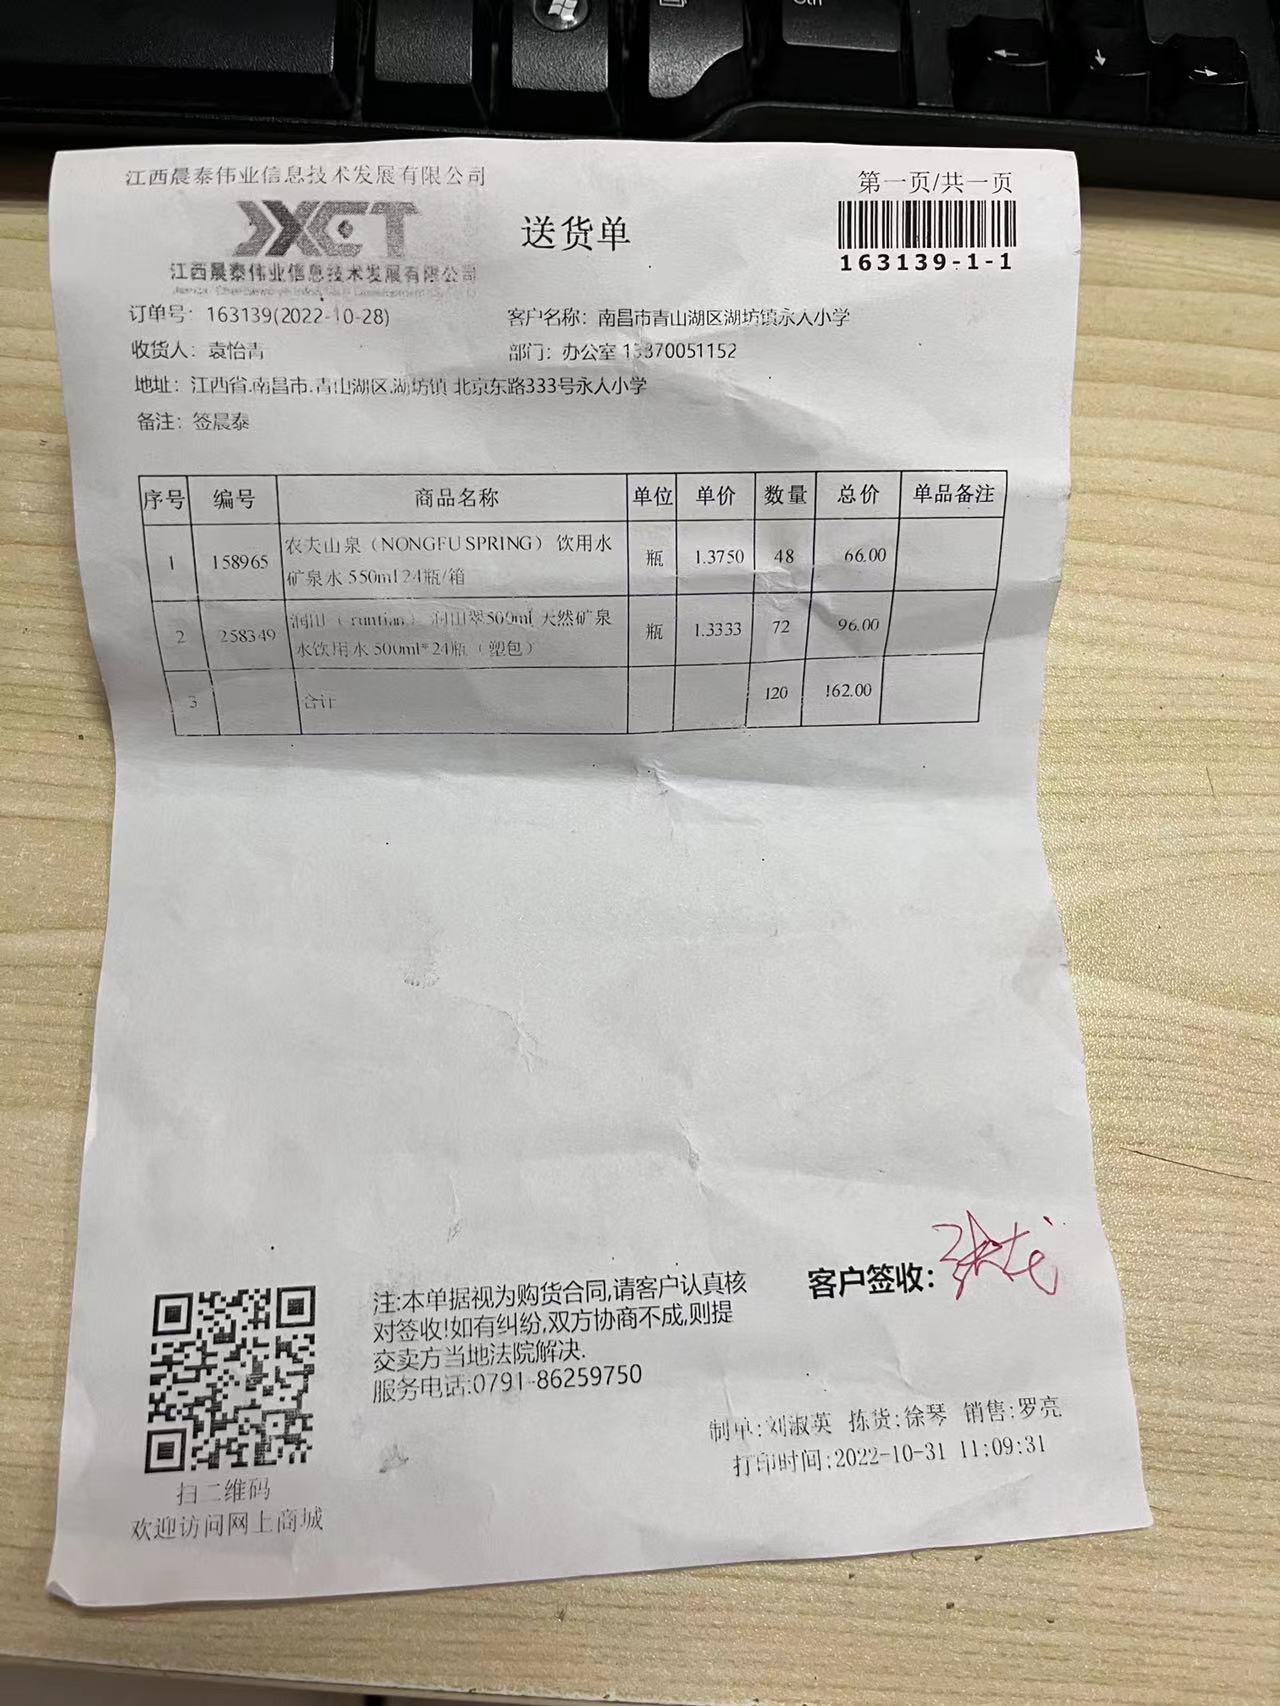 江西晨泰伟业信息技术发展有限公司
第一页/共一页
JXCT
送货单
江西晨泰伟业信息技术发展有限公司
163139-1-1
订单号: 163139(2022-10-28)
客户名称: 南昌市青山湖区湖坊镇永人小学
收货人: 袁怡青
部门: 办公室 13870051152
地址: 江西省.南昌市.青山湖区.湖坊镇 北京东路333号永人小学
备注: 签晨泰
序号 编号 商品名称 单位 单价 数量 总价 单品备注
1 158965 农夫山泉（NONGFU SPRING） 饮用水 瓶 1.3750 48 66.00
矿泉水 550ml 24瓶/箱
2 258349 润田（runtian） 润田翠500ml 天然矿泉 瓶 1.3333 72 96.00
水饮用水 500ml*24瓶（塑包）
3 合计 120 162.00
注:本单据视为购货合同,请客户认真核
对签收!如有纠纷,双方协商不成,则提
交卖方当地法院解决.
服务电话:0791-86259750
客户签收: 张龙
扫二维码
欢迎访问网上商城
制单:刘淑英 拣货:徐琴 销售:罗亮
打印时间:2022-10-31 11:09:31